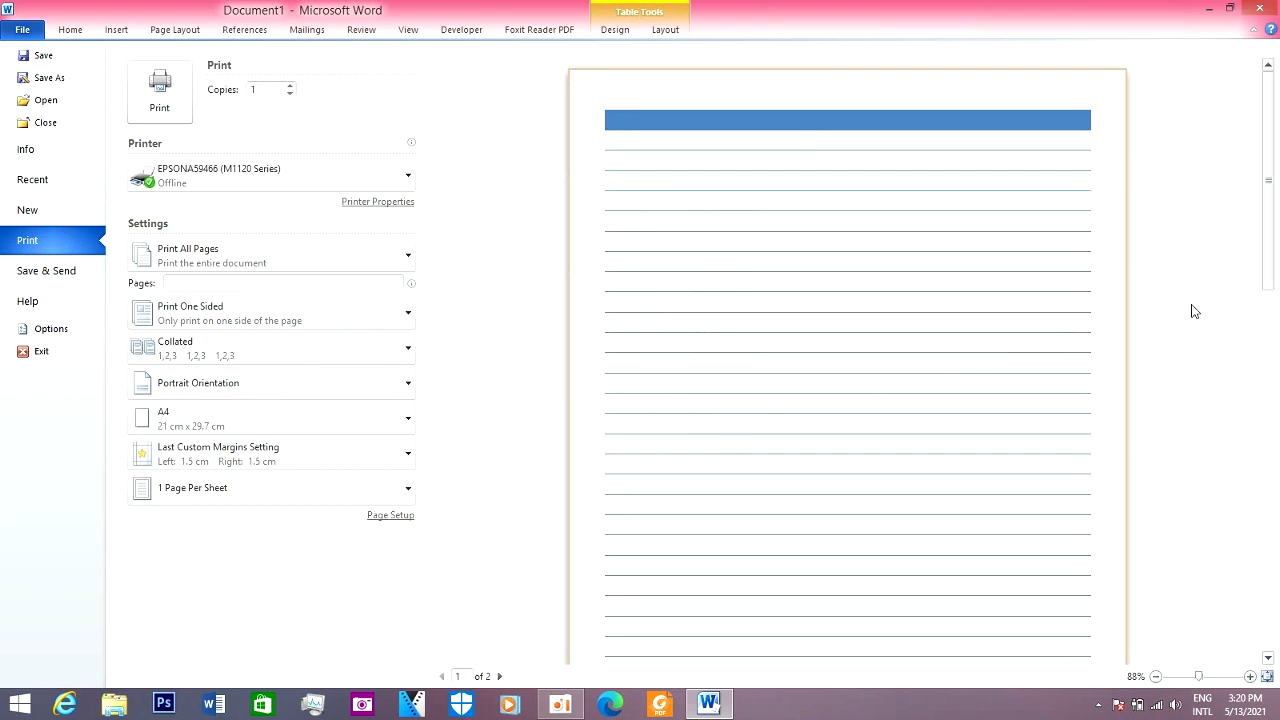 Document1 - Microsoft Word
Table Tools
File Home Insert Page Layout References Mailings Review View Developer Foxit Reader PDF Design Layout
Save
Save As
Open
Close
Info
Recent
New
Print
Save & Send
Help
Options
Exit
Print
Print
Copies: 1
Printer
EPSONA59466 (M1120 Series)
Offline
Printer Properties
Settings
Print All Pages
Print the entire document
Pages:
Print One Sided
Only print on one side of the page
Collated
1,2,3 1,2,3 1,2,3
Portrait Orientation
A4
21 cm x 29.7 cm
Last Custom Margins Setting
Left: 1.5 cm Right: 1.5 cm
1 Page Per Sheet
Page Setup
1 of 2
88%
Ps
PDF
ENG
INTL
3:20 PM
5/13/2021